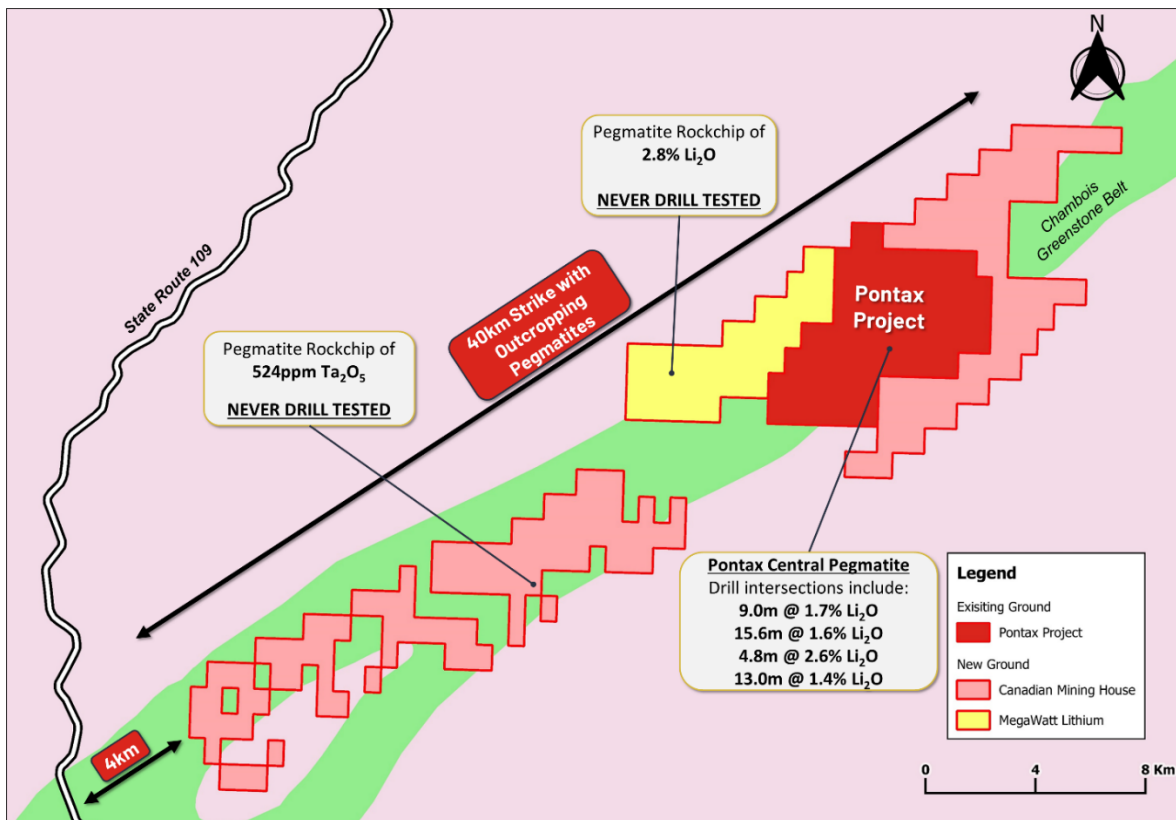 N
Pegmatite Rockchip of
2.8% Li₂O
NEVER DRILL TESTED
Chambois
Greenstone Belt
State Route 109
40km Strike with
Outcropping
Pegmatites
Pontax
Project
Pegmatite Rockchip of
524ppm Ta₂O₅
NEVER DRILL TESTED
Pontax Central Pegmatite
Drill intersections include:
9.0m @ 1.7% Li₂O
15.6m @ 1.6% Li₂O
4.8m @ 2.6% Li₂O
13.0m @ 1.4% Li₂O
Legend
Exisiting Ground
Pontax Project
New Ground
Canadian Mining House
MegaWatt Lithium
4km
0 4 8 Km